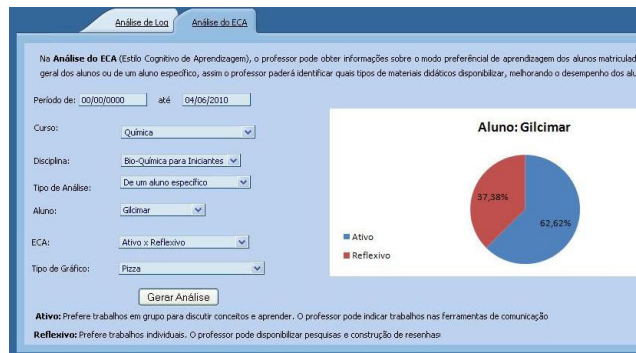 Análise de Log
Análise do ECA
Na Análise do ECA (Estilo Cognitivo de Aprendizagem), o professor pode obter informações sobre o modo preferêncial de aprendizagem dos alunos matriculad
geral dos alunos ou de um aluno específico, assim o professor paderá identificar quais tipos de materiais didáticos disponibilizar, melhorando o desempenho dos alu
Período de: 00/00/0000 até 04/06/2010
Curso: Química
Disciplina: Bio-Química para Iniciantes
Tipo de Análise: De um aluno específico
Aluno: Gilcimar
ECA: Ativo x Reflexivo
Tipo de Gráfico: Pizza
Gerar Análise
Aluno: Gilcimar
37,38%
62,62%
Ativo
Reflexivo
Ativo: Prefere trabalhos em grupo para discutir conceitos e aprender. O professor pode indicar trabalhos nas ferramentas de comunicação
Reflexivo: Prefere trabalhos individuais. O professor pode disponibilizar pesquisas e construção de resenhas